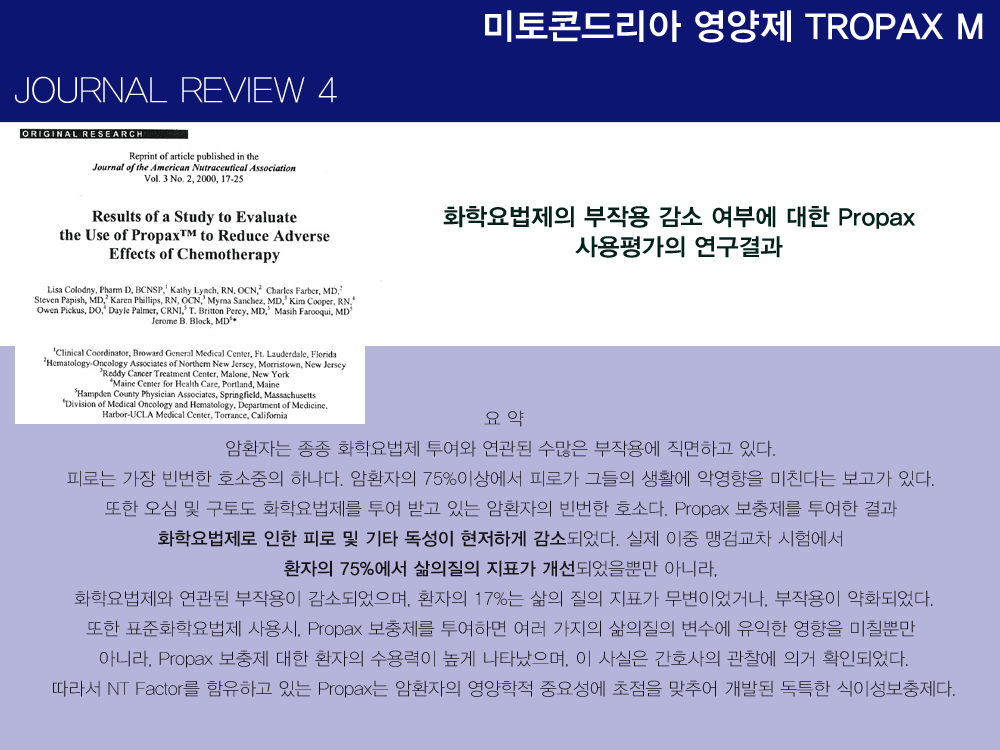 미토콘드리아 영양제 TROPAX M
JOURNAL REVIEW 4
ORIGINAL RESEARCH
Reprint of article published in the
Journal of the American Nutraceutical Association
Vol. 3 No. 2, 2000, 17-25
Results of a Study to Evaluate
the Use of Propax™ to Reduce Adverse
Effects of Chemotherapy
Lisa Colodny, Pharm D, BCNSP,¹ Kathy Lynch, RN, OCN,² Charles Farber, MD,²
Steven Papish, MD,² Karen Phillips, RN, OCN,³ Myrna Sanchez, MD,³ Kim Cooper, RN,⁴
Owen Pickus, DO,⁴ Dayle Palmer, CRNI,⁵ T. Britton Percy, MD,⁵ Masih Farooqui, MD⁵
Jerome B. Block, MD⁶*
¹Clinical Coordinator, Broward General Medical Center, Ft. Lauderdale, Florida
²Hematology-Oncology Associates of Northern New Jersey, Morristown, New Jersey
³Reddy Cancer Treatment Center, Malone, New York
⁴Maine Center for Health Care, Portland, Maine
⁵Hampden County Physician Associates, Springfield, Massachusetts
⁶Division of Medical Oncology and Hematology, Department of Medicine,
Harbor-UCLA Medical Center, Torrance, California
화학요법제의 부작용 감소 여부에 대한 Propax
사용평가의 연구결과
요 약
암환자는 종종 화학요법제 투여와 연관된 수많은 부작용에 직면하고 있다.
피로는 가장 빈번한 호소중의 하나다. 암환자의 75%이상에서 피로가 그들의 생활에 악영향을 미친다는 보고가 있다.
또한 오심 및 구토도 화학요법제를 투여 받고 있는 암환자의 빈번한 호소다. Propax 보충제를 투여한 결과
화학요법제로 인한 피로 및 기타 독성이 현저하게 감소되었다. 실제 이중 맹검교차 시험에서
환자의 75%에서 삶의질의 지표가 개선되었을뿐만 아니라,
화학요법제와 연관된 부작용이 감소되었으며, 환자의 17%는 삶의 질의 지표가 무변이었거나, 부작용이 약화되었다.
또한 표준화학요법제 사용시, Propax 보충제를 투여하면 여러 가지의 삶의질의 변수에 유익한 영향을 미칠뿐만
아니라, Propax 보충제 대한 환자의 수용력이 높게 나타났으며, 이 사실은 간호사의 관찰에 의거 확인되었다.
따라서 NT Factor를 함유하고 있는 Propax는 암환자의 영양학적 중요성에 초점을 맞추어 개발된 독특한 식이성보충제다.